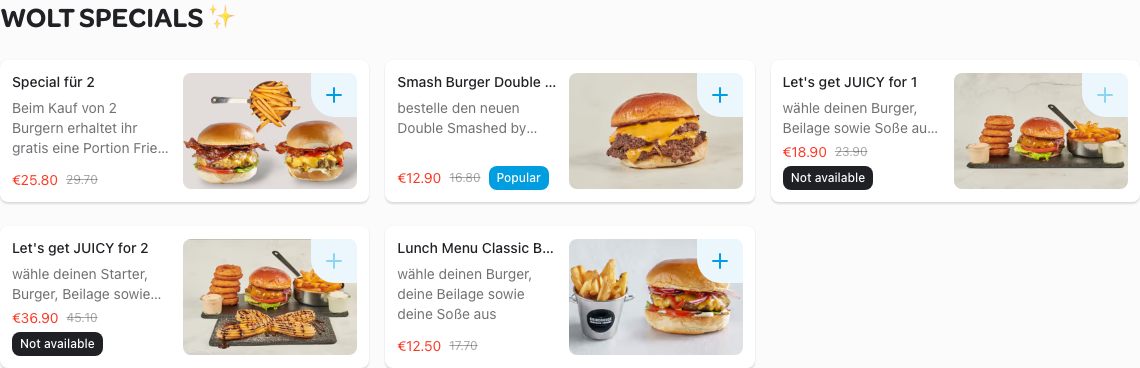 WOLT SPECIALS ✨
Special für 2
Beim Kauf von 2
Burgern erhaltet ihr
gratis eine Portion Frie...
€25.80 29.70
Smash Burger Double ...
bestelle den neuen
Double Smashed by...
€12.90 16.80 Popular
Let's get JUICY for 1
wähle deinen Burger,
Beilage sowie Soße au...
€18.90 23.90
Not available
Let's get JUICY for 2
wähle deinen Starter,
Burger, Beilage sowie...
€36.90 45.10
Not available
Lunch Menu Classic B...
wähle deinen Burger,
deine Beilage sowie
deine Soße aus
€12.50 17.70